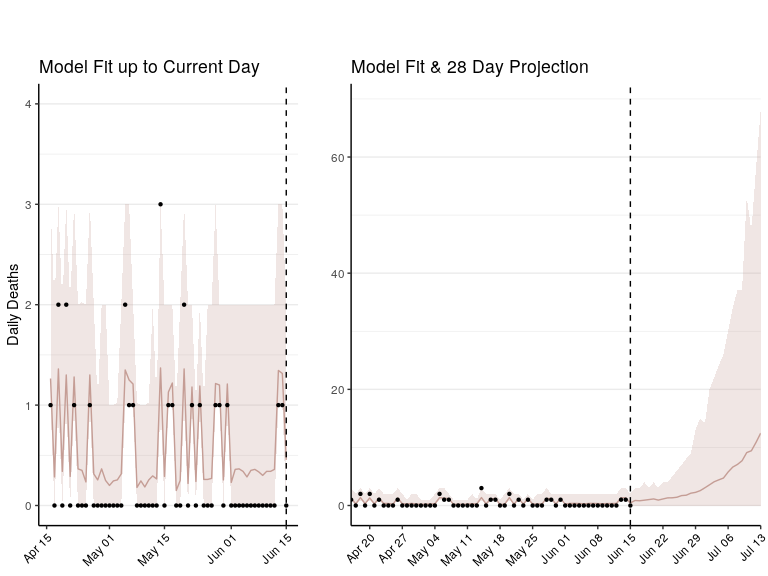 Model Fit up to Current Day
Daily Deaths
4
3
2
1
0
Apr 15
May 01
May 15
Jun 01
Jun 15
Model Fit & 28 Day Projection
60
40
20
0
Apr 20
Apr 27
May 04
May 11
May 18
May 25
Jun 01
Jun 08
Jun 15
Jun 22
Jun 29
Jul 06
Jul 13